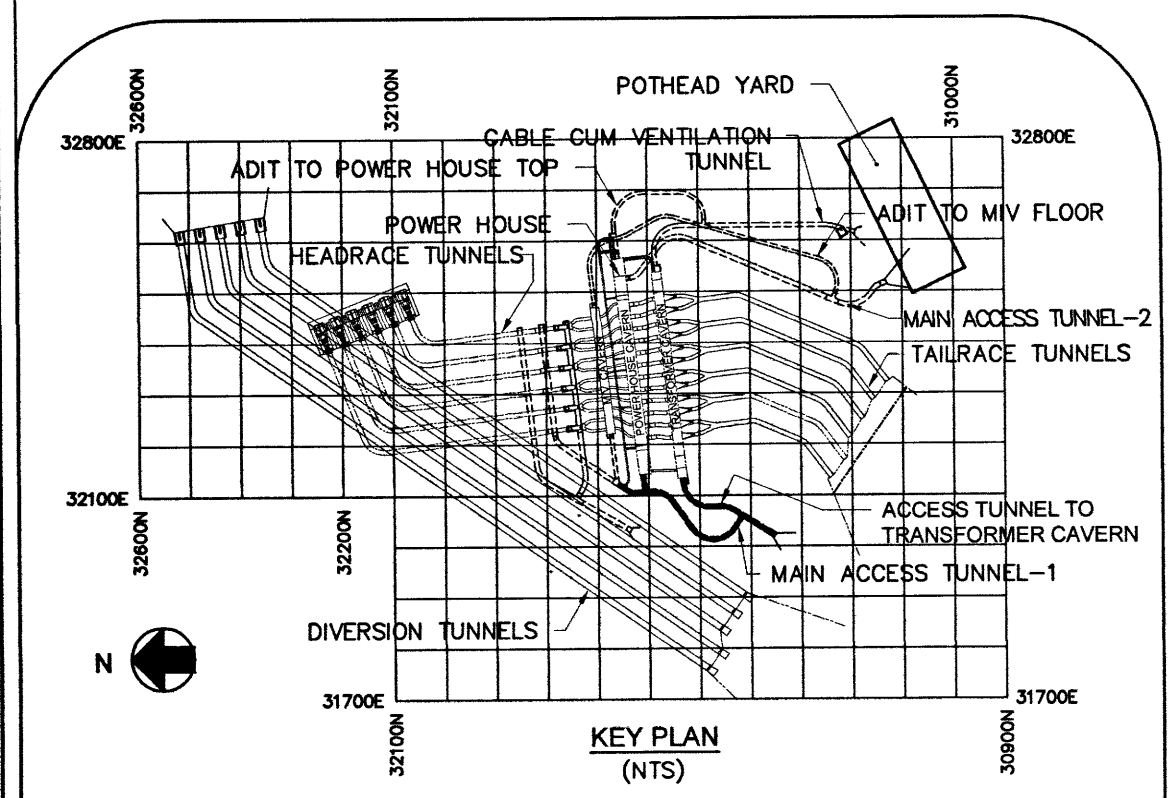 32600N
32100N
31000N
POTHEAD YARD
32800E
32800E
CABLE CUM VENTILATION
TUNNEL
ADIT TO POWER HOUSE TOP
POWER HOUSE
ADIT TO MIV FLOOR
HEADRACE TUNNELS
MAIN ACCESS TUNNEL-2
TAILRACE TUNNELS
POWER HOUSE CAVERN
TRANSFORMER CAVERN
32100E
32600N
32200N
ACCESS TUNNEL TO
TRANSFORMER CAVERN
MAIN ACCESS TUNNEL-1
DIVERSION TUNNELS
N
31700E
31700E
32100N
30900N
KEY PLAN
(NTS)